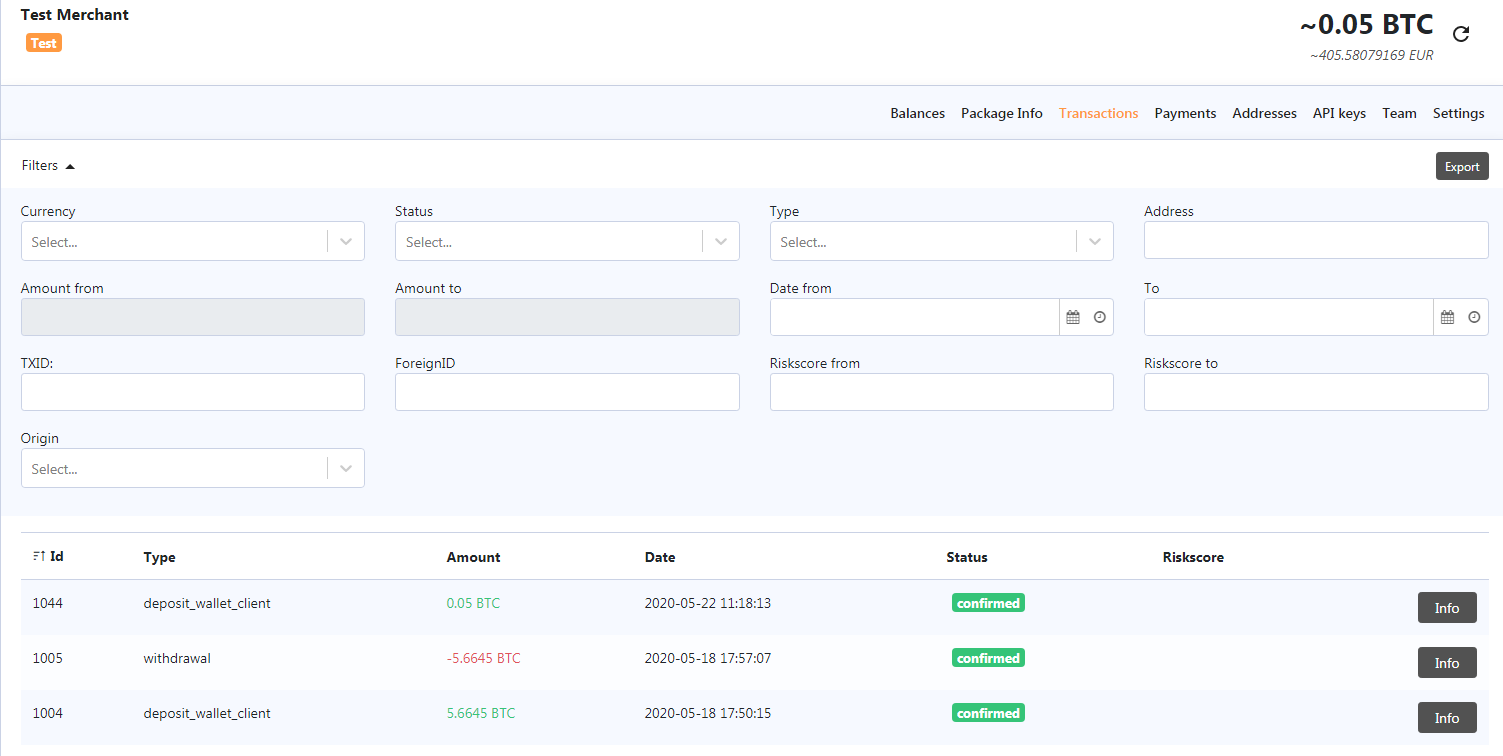 Test Merchant
~0.05 BTC
Test
~405.58079169 EUR
Balances Package Info Transactions Payments Addresses API keys Team Settings
Filters
Export
Currency Status Type Address
Select... Select... Select...
Amount from Amount to Date from To
TXID: ForeignID Riskscore from Riskscore to
Origin
Select...
Id Type Amount Date Status Riskscore
1044 deposit_wallet_client 0.05 BTC 2020-05-22 11:18:13 confirmed Info
1005 withdrawal -5.6645 BTC 2020-05-18 17:57:07 confirmed Info
1004 deposit_wallet_client 5.6645 BTC 2020-05-18 17:50:15 confirmed Info